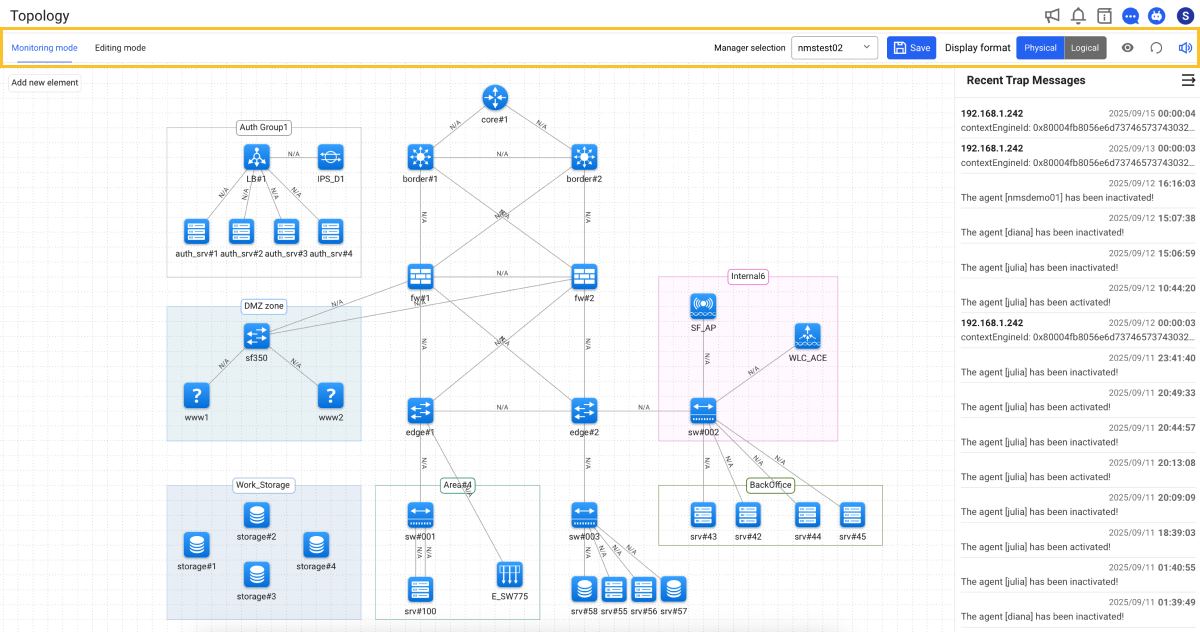 Topology
S
Monitoring mode
Editing mode
Manager selection
nmstest02
Save
Display format
Physical
Logical
Add new element
core#1
N/A
N/A
Auth Group1
LB#1
N/A
IPS_D1
border#1
N/A
border#2
N/A
N/A
N/A
N/A
auth_srv#1
auth_srv#2
auth_srv#3
auth_srv#4
N/A
N/A
N/A
fw#1
N/A
fw#2
DMZ zone
N/A
N/A
sf350
N/A
N/A
www1
www2
N/A
N/A
N/A
Internal6
SF_AP
WLC_ACE
N/A
N/A
edge#1
N/A
edge#2
N/A
sw#002
N/A
N/A
N/A
N/A
N/A
N/A
N/A
Work_Storage
storage#2
storage#1
storage#4
storage#3
Area#4
sw#001
N/A
N/A
srv#100
E_SW775
sw#003
N/A
N/A
N/A
N/A
srv#58
srv#55
srv#56
srv#57
BackOffice
srv#43
srv#42
srv#44
srv#45
Recent Trap Messages
192.168.1.242 2025/09/15 00:00:04
contextEngineId: 0x80004fb8056e6d73746573743032...
192.168.1.242 2025/09/13 00:00:03
contextEngineId: 0x80004fb8056e6d73746573743032...
2025/09/12 16:16:03
The agent [nmsdemo01] has been inactivated!
2025/09/12 15:07:38
The agent [diana] has been inactivated!
2025/09/12 15:06:59
The agent [julia] has been inactivated!
2025/09/12 10:44:20
The agent [julia] has been activated!
192.168.1.242 2025/09/12 00:00:03
contextEngineId: 0x80004fb8056e6d73746573743032...
2025/09/11 23:41:40
The agent [julia] has been inactivated!
2025/09/11 20:49:33
The agent [julia] has been activated!
2025/09/11 20:44:57
The agent [julia] has been inactivated!
2025/09/11 20:13:08
The agent [julia] has been activated!
2025/09/11 20:09:09
The agent [julia] has been inactivated!
2025/09/11 18:39:03
The agent [julia] has been activated!
2025/09/11 01:40:55
The agent [julia] has been inactivated!
2025/09/11 01:39:49
The agent [diana] has been inactivated!